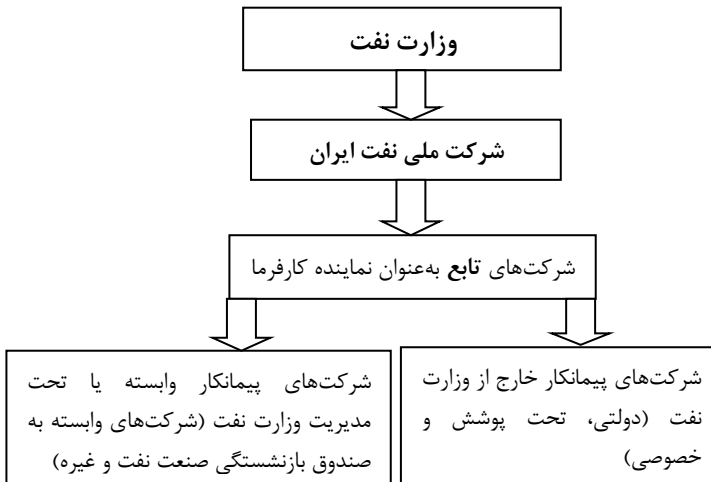 وزارت نفت
شرکت ملی نفت ایران
شرکت‌های تابع به‌عنوان نماینده کارفرما
شرکت‌های پیمانکار خارج از وزارت
نفت (دولتی، تحت پوشش و
خصوصی)
شرکت‌های پیمانکار وابسته یا تحت
مدیریت وزارت نفت (شرکت‌های وابسته به
صندوق بازنشستگی صنعت نفت و غیره)